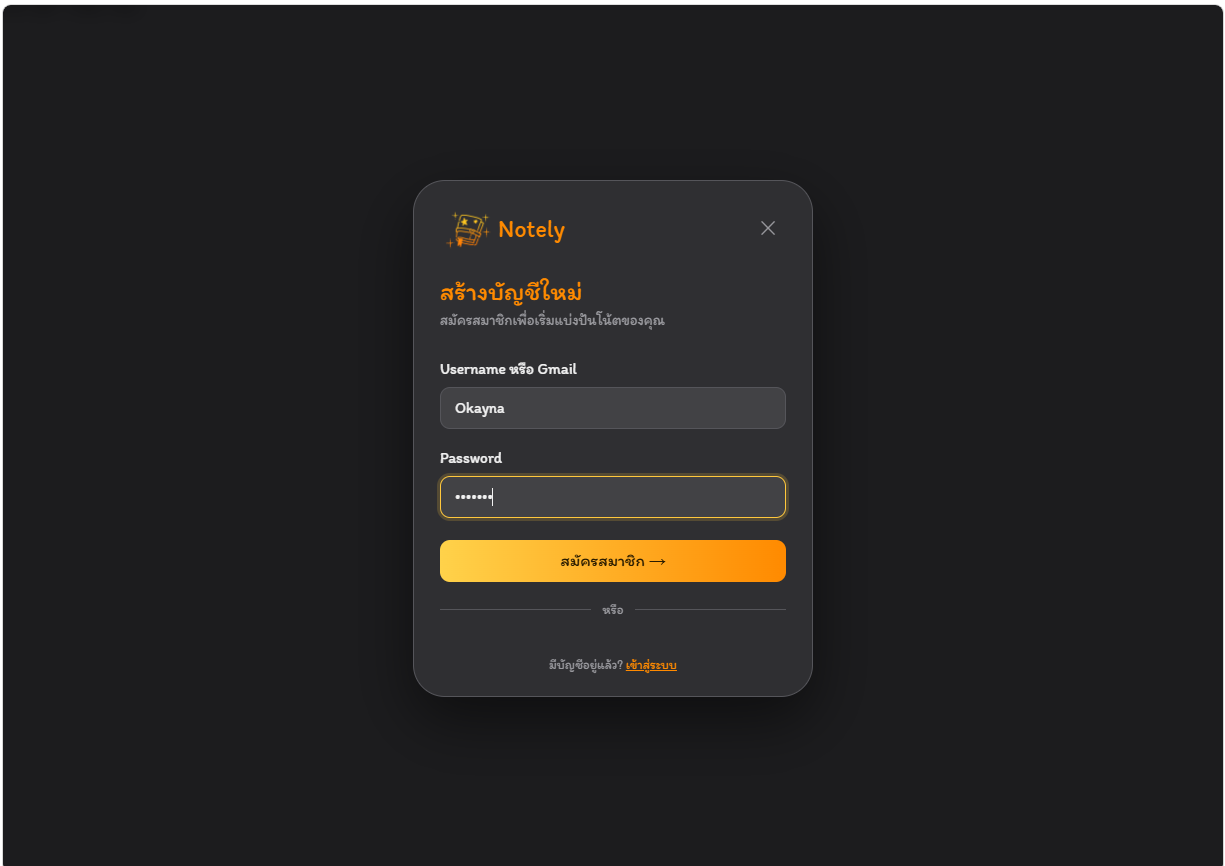 Notely
สร้างบัญชีใหม่
สมัครสมาชิกเพื่อเริ่มแบ่งปันโน้ตของคุณ
Username หรือ Gmail
Okayna
Password
•••••••
สมัครสมาชิก →
หรือ
มีบัญชีอยู่แล้ว? เข้าสู่ระบบ